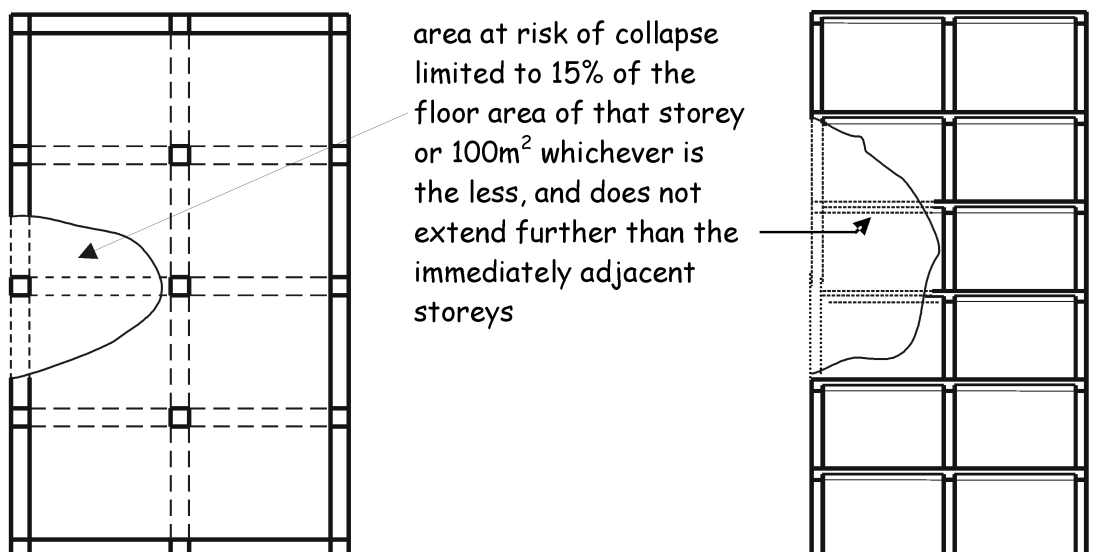 area at risk of collapse
limited to 15% of the
floor area of that storey
or 100m² whichever is
the less, and does not
extend further than the
immediately adjacent
storeys